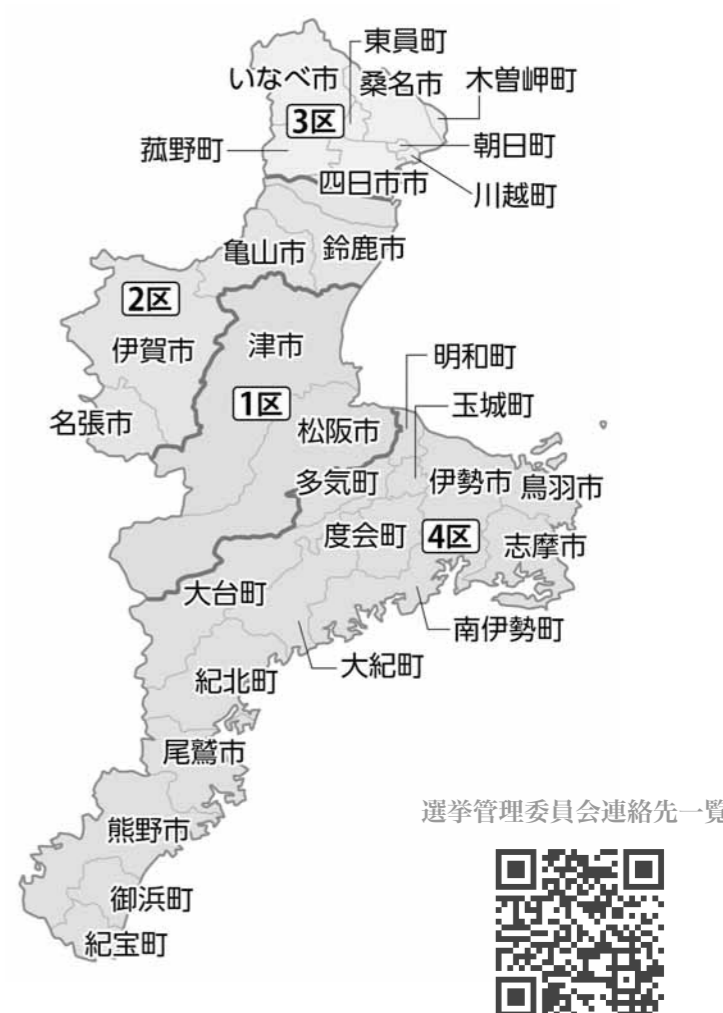 東員町
いなべ市
桑名市
木曽岬町
3区
菰野町
朝日町
四日市市
川越町
亀山市
鈴鹿市
2区
伊賀市
津市
明和町
名張市
1区
玉城町
松阪市
多気町
伊勢市
鳥羽市
度会町
4区
志摩市
大台町
南伊勢町
大紀町
紀北町
尾鷲市
選挙管理委員会連絡先一覧
熊野市
御浜町
紀宝町